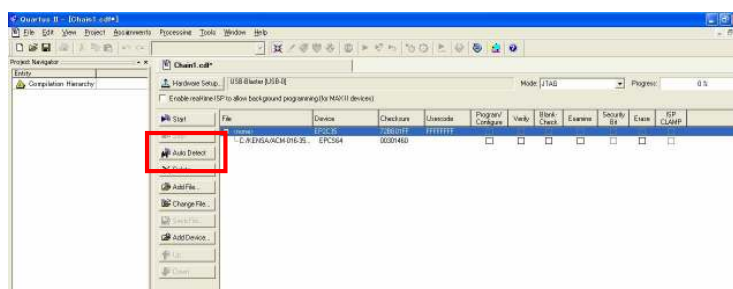 Quartus II - [Chain1.cdf*]
File Edit View Project Assignments Processing Tools Window Help
Project Navigator
Entity
Compilation Hierarchy
Chain1.cdf*
Hardware Setup... USB-Blaster [USB-0] Mode: JTAG Progress: 0 %
Enable real-time ISP to allow background programming (for MAX II devices)
Start
Auto Detect
Add File...
Change File...
Save File...
Add Device...
Up
Down
File Device Checksum Usercode Program/ Configure Verify Blank- Check Examine Security Bit Erase ISP CLAMP
EP2C35 FFFFFFFF
EPCS64